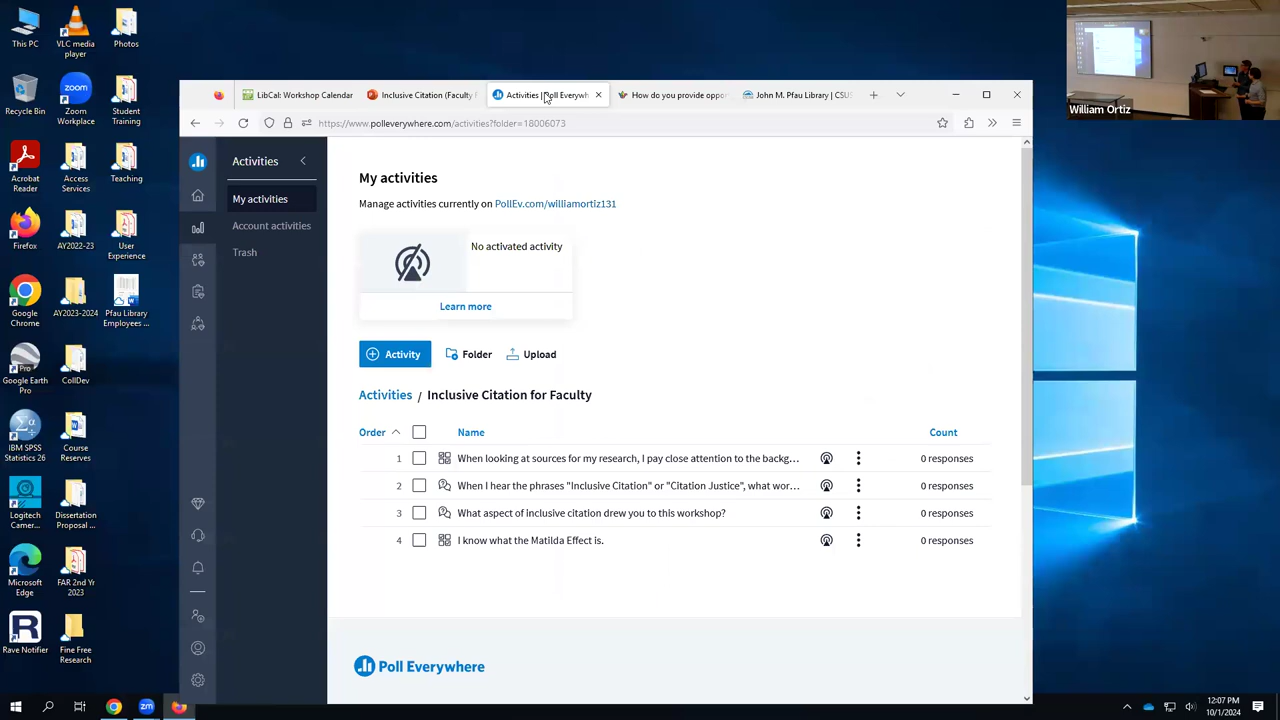 This PC
VLC media player
Photos
Recycle Bin
Zoom Workplace
Student Training
Acrobat Reader
Access Services
Teaching
Firefox
AY2022-23
User Experience
Google Chrome
AY2023-2024
Pfau Library Employees ...
Google Earth Pro
CollDev
IBM SPSS Statistics 26
Course Reserves
Logitech Camer...
Dissertation Proposal ...
Microsoft Edge
FAM Jan-Dec Year 2023
Rave Notifier
Fine Free Research
LibCal: Workshop Calendar
Inclusive Citation (Faculty
Activities | Poll Everywh
How do you provide oppor
John M. Pfau Library | CSUS
https://www.polleverywhere.com/activities?folder=18006073
Activities
My activities
Account activities
Trash
My activities
Manage activities currently on PollEv.com/williamortiz131
No activated activity
Learn more
Activity
Folder
Upload
Activities / Inclusive Citation for Faculty
Order Name Count
1 When looking at sources for my research, I pay close attention to the backg... 0 responses
2 When I hear the phrases "Inclusive Citation" or "Citation Justice", what wor... 0 responses
3 What aspect of inclusive citation drew you to this workshop? 0 responses
4 I know what the Matilda Effect is. 0 responses
Poll Everywhere
William Ortiz
12:07 PM
10/1/2024